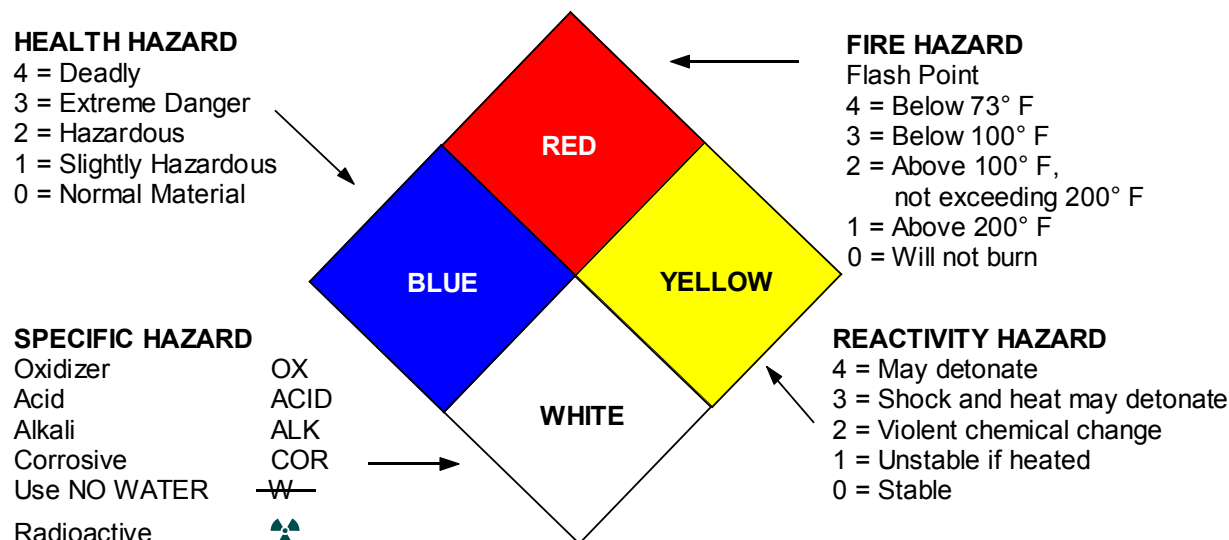 HEALTH HAZARD
4 = Deadly
3 = Extreme Danger
2 = Hazardous
1 = Slightly Hazardous
0 = Normal Material
FIRE HAZARD
Flash Point
4 = Below 73° F
3 = Below 100° F
2 = Above 100° F,
not exceeding 200° F
1 = Above 200° F
0 = Will not burn
RED
BLUE
YELLOW
WHITE
SPECIFIC HAZARD
Oxidizer OX
Acid ACID
Alkali ALK
Corrosive COR
Use NO WATER W
Radioactive
REACTIVITY HAZARD
4 = May detonate
3 = Shock and heat may detonate
2 = Violent chemical change
1 = Unstable if heated
0 = Stable